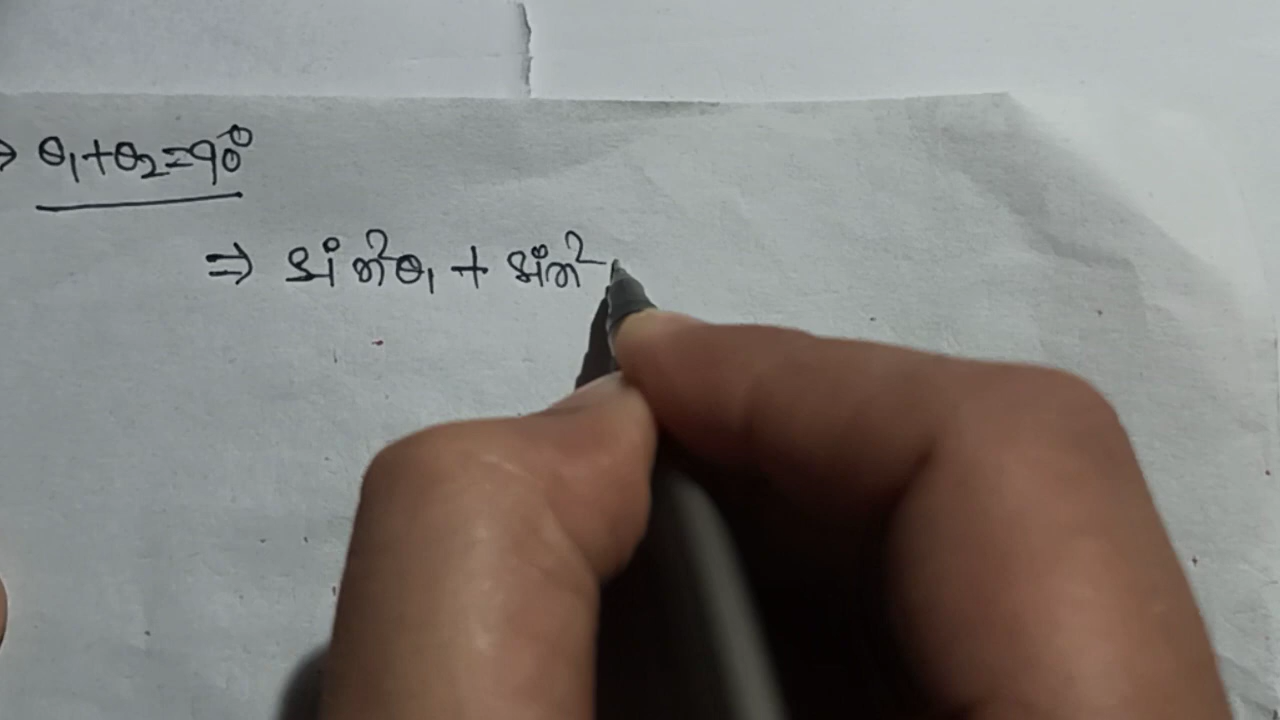 ⇒ θ₁+θ₂=90°
⇒ sin²θ₁ + sin²